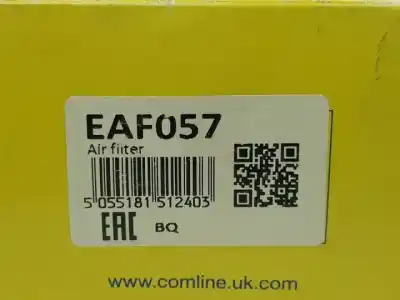 EAF057
Air filter
5 055181 512403
EAC BQ
www.comline.uk.com